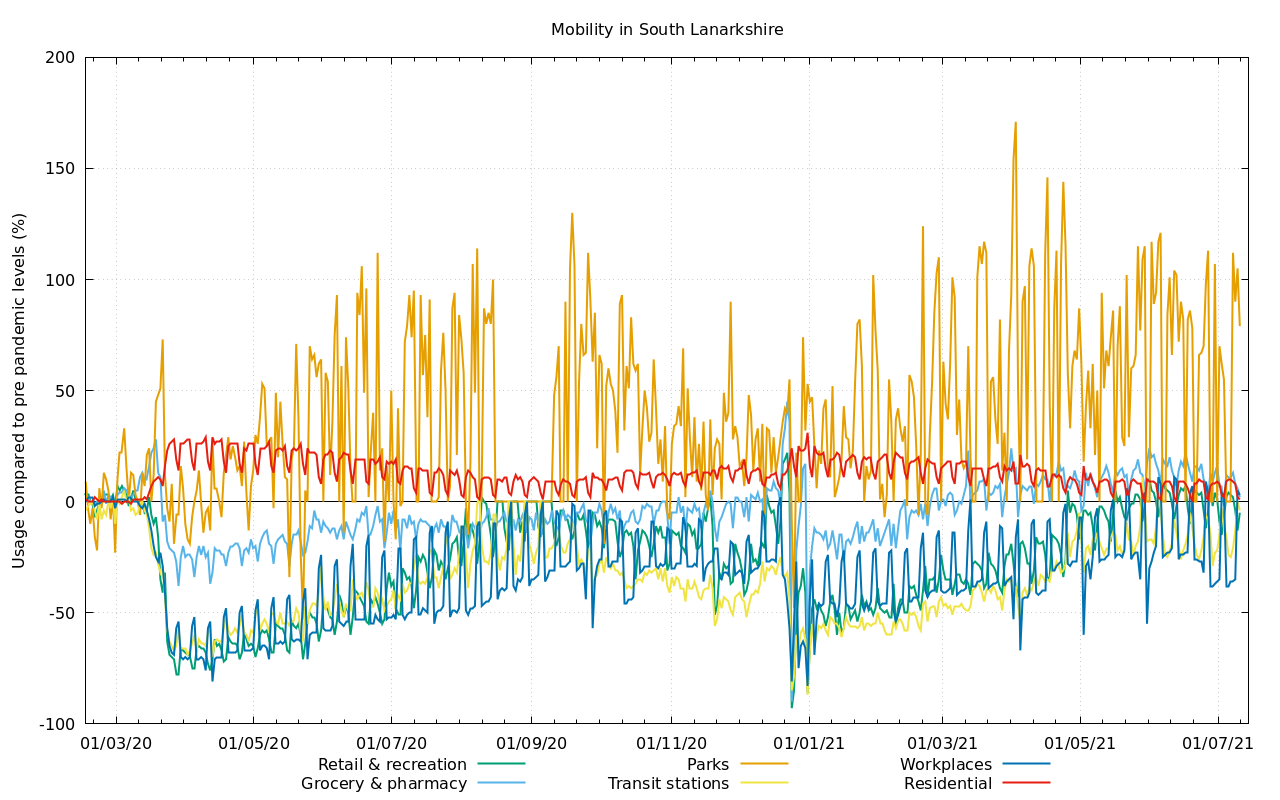 Mobility in South Lanarkshire
Usage compared to pre pandemic levels (%)
200
150
100
50
0
-50
-100
01/03/20 01/05/20 01/07/20 01/09/20 01/11/20 01/01/21 01/03/21 01/05/21 01/07/21
Retail & recreation Parks Workplaces
Grocery & pharmacy Transit stations Residential